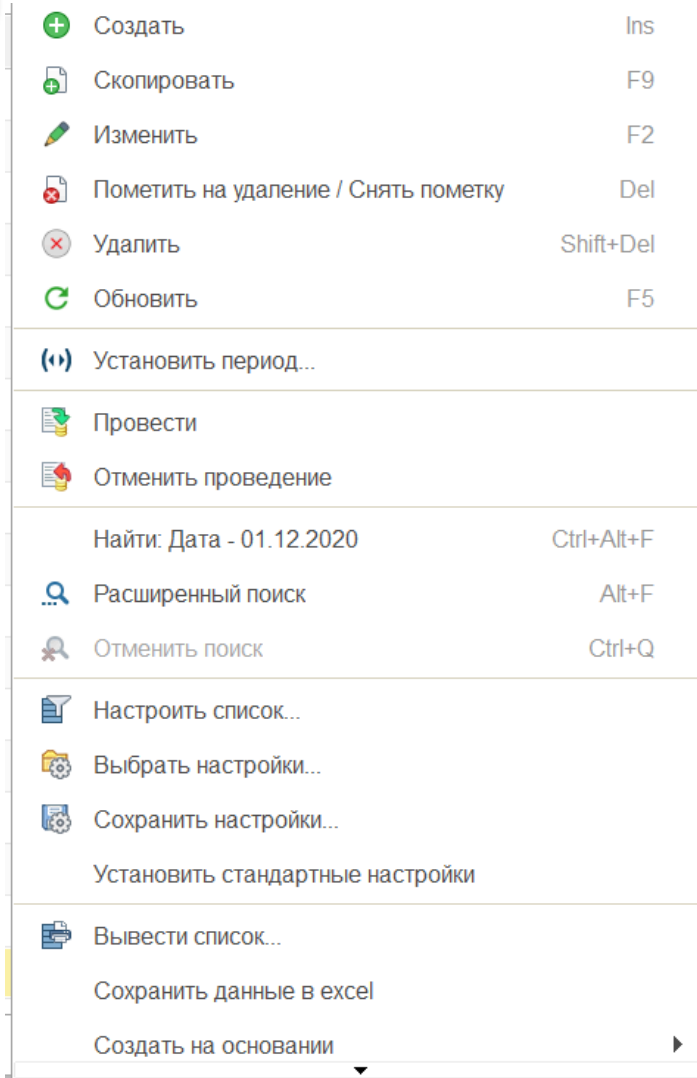 Создать Ins
Скопировать F9
Изменить F2
Пометить на удаление / Снять пометку Del
Удалить Shift+Del
Обновить F5
Установить период...
Провести
Отменить проведение
Найти: Дата - 01.12.2020 Ctrl+Alt+F
Расширенный поиск Alt+F
Отменить поиск Ctrl+Q
Настроить список...
Выбрать настройки...
Сохранить настройки...
Установить стандартные настройки
Вывести список...
Сохранить данные в excel
Создать на основании